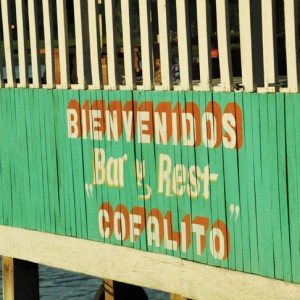 BIENVENIDOS
Bar y Rest
"COPALITO"